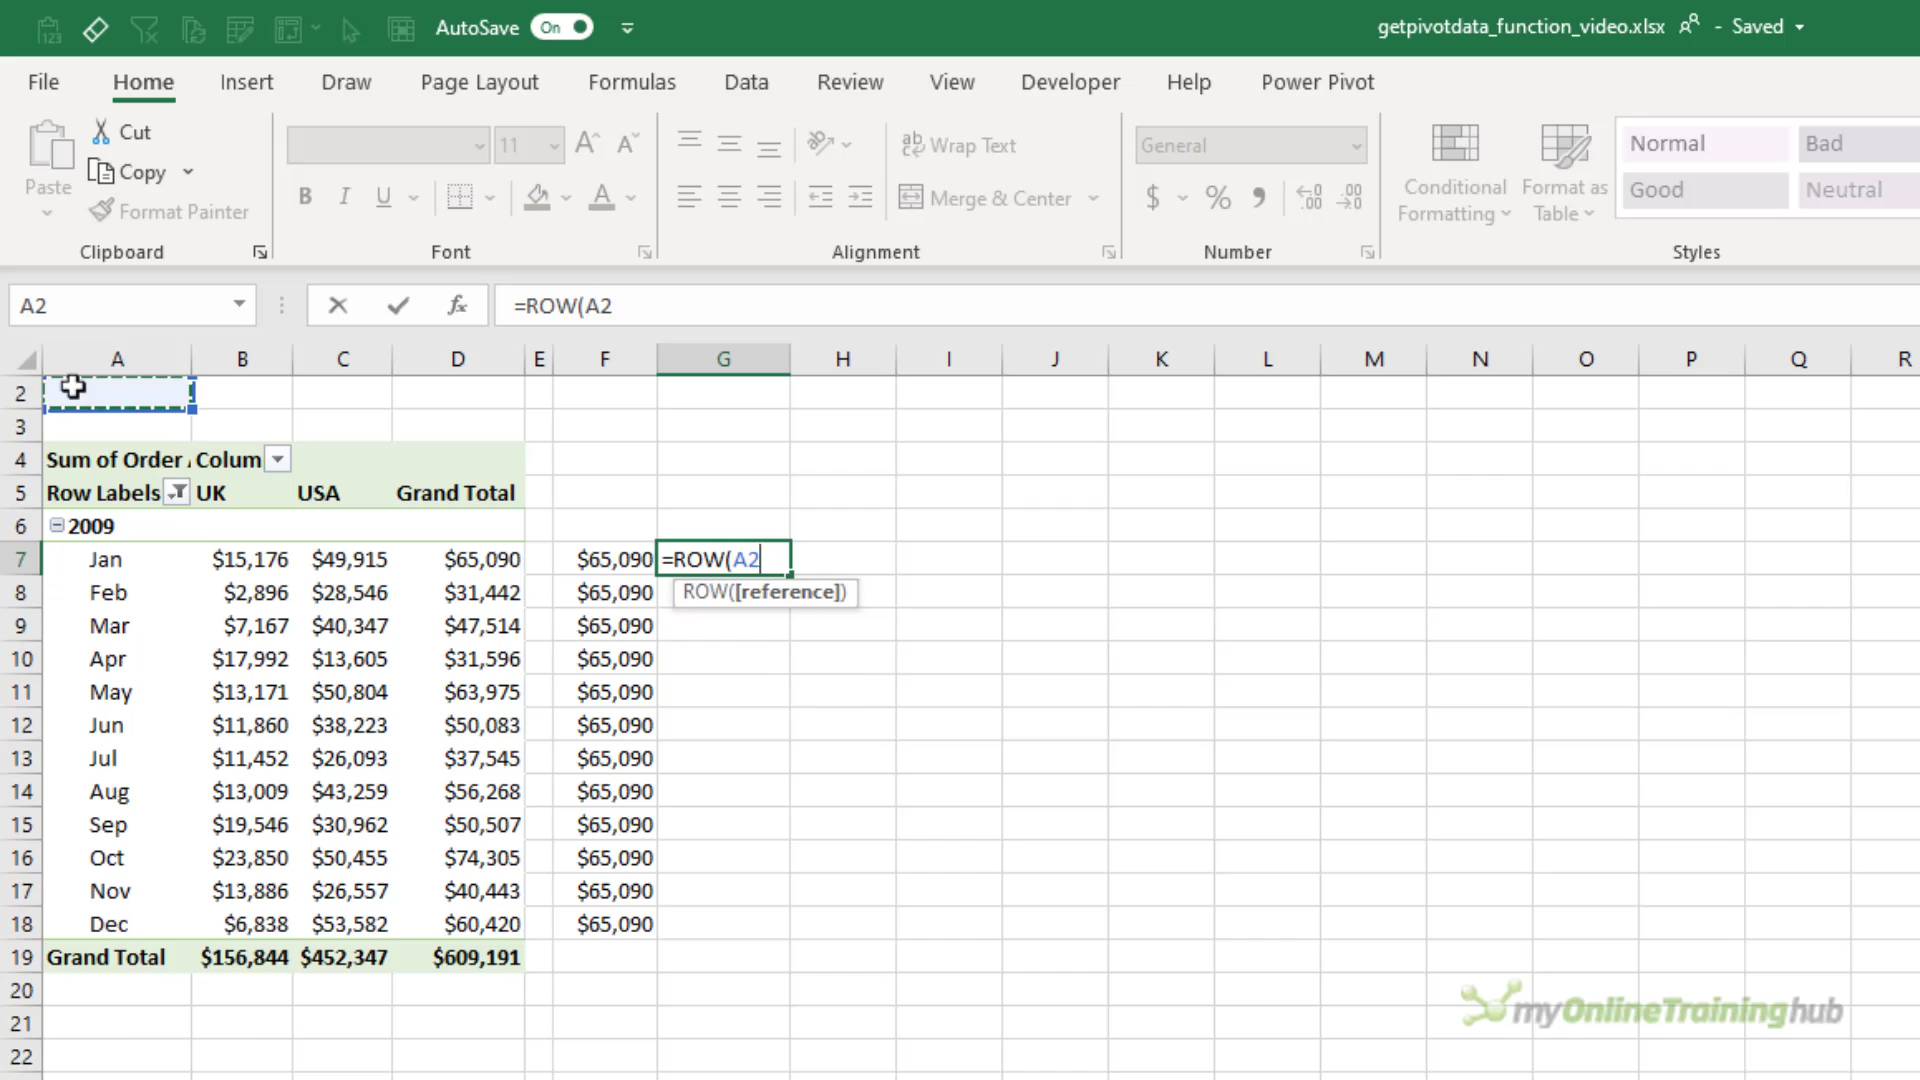 AutoSave On getpivotdata_function_video.xlsx - Saved
File Home Insert Draw Page Layout Formulas Data Review View Developer Help Power Pivot
Paste Cut Copy Format Painter Clipboard
11 Font
Wrap Text Merge & Center Alignment
General $ % Number
Conditional Formatting Format as Table Normal Bad Good Neutral Styles
A2 =ROW(A2
A B C D E F G H I J K L M N O P Q R
2
3
4 Sum of Order Colum
5 Row Labels UK USA Grand Total
6 2009
7 Jan $15,176 $49,915 $65,090 $65,090 =ROW(A2
8 Feb $2,896 $28,546 $31,442 $65,090 ROW([reference])
9 Mar $7,167 $40,347 $47,514 $65,090
10 Apr $17,992 $13,605 $31,596 $65,090
11 May $13,171 $50,804 $63,975 $65,090
12 Jun $11,860 $38,223 $50,083 $65,090
13 Jul $11,452 $26,093 $37,545 $65,090
14 Aug $13,009 $43,259 $56,268 $65,090
15 Sep $19,546 $30,962 $50,507 $65,090
16 Oct $23,850 $50,455 $74,305 $65,090
17 Nov $13,886 $26,557 $40,443 $65,090
18 Dec $6,838 $53,582 $60,420 $65,090
19 Grand Total $156,844 $452,347 $609,191
20
21
22
myOnlineTraininghub